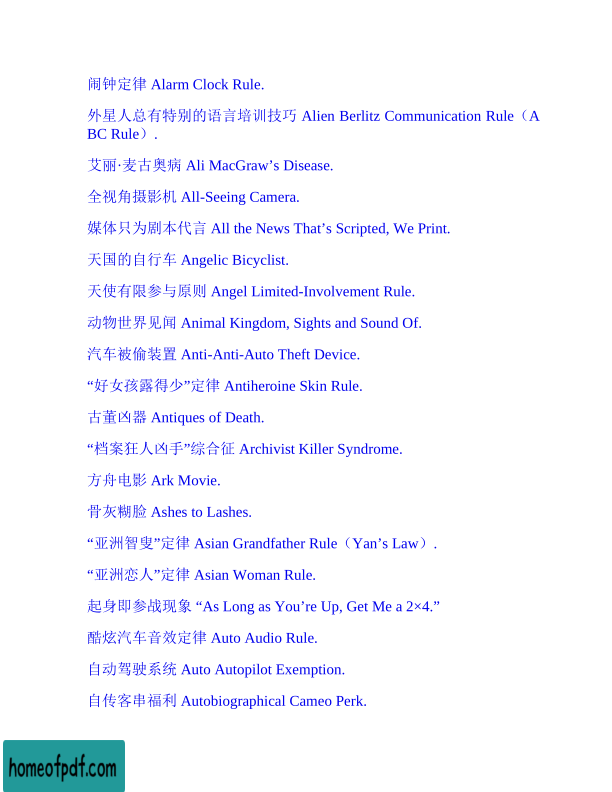 闹钟定律 Alarm Clock Rule.
外星人总有特别的语言培训技巧 Alien Berlitz Communication Rule（A
BC Rule）.
艾丽·麦古奥病 Ali MacGraw’s Disease.
全视角摄影机 All-Seeing Camera.
媒体只为剧本代言 All the News That’s Scripted, We Print.
天国的自行车 Angelic Bicyclist.
天使有限参与原则 Angel Limited-Involvement Rule.
动物世界见闻 Animal Kingdom, Sights and Sound Of.
汽车被偷装置 Anti-Anti-Auto Theft Device.
“好女孩露得少”定律 Antiheroine Skin Rule.
古董凶器 Antiques of Death.
“档案狂人凶手”综合征 Archivist Killer Syndrome.
方舟电影 Ark Movie.
骨灰糊脸 Ashes to Lashes.
“亚洲智叟”定律 Asian Grandfather Rule（Yan’s Law）.
“亚洲恋人”定律 Asian Woman Rule.
起身即参战现象 “As Long as You’re Up, Get Me a 2×4.”
酷炫汽车音效定律 Auto Audio Rule.
自动驾驶系统 Auto Autopilot Exemption.
自传客串福利 Autobiographical Cameo Perk.
homeofpdf.com